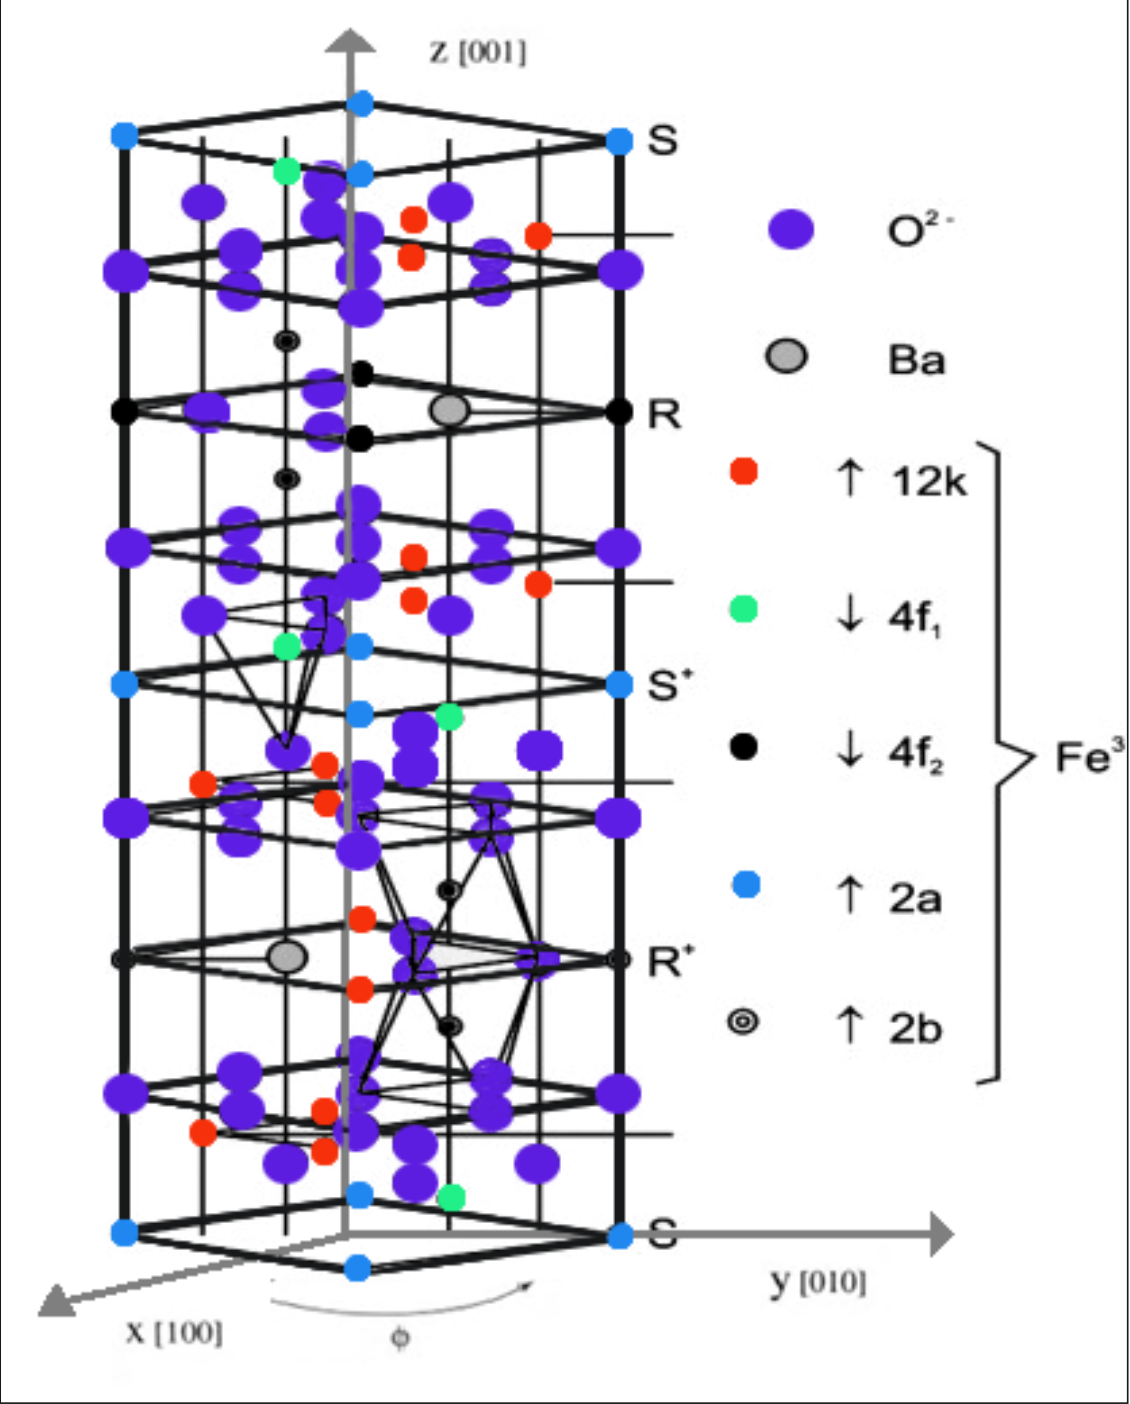 z [001]
S
O²⁻
Ba
R
↑ 12k
↓ 4f₁
S⁺
↓ 4f₂
Fe³
↑ 2a
R⁺
↑ 2b
S
y [010]
x [100]
ϕ